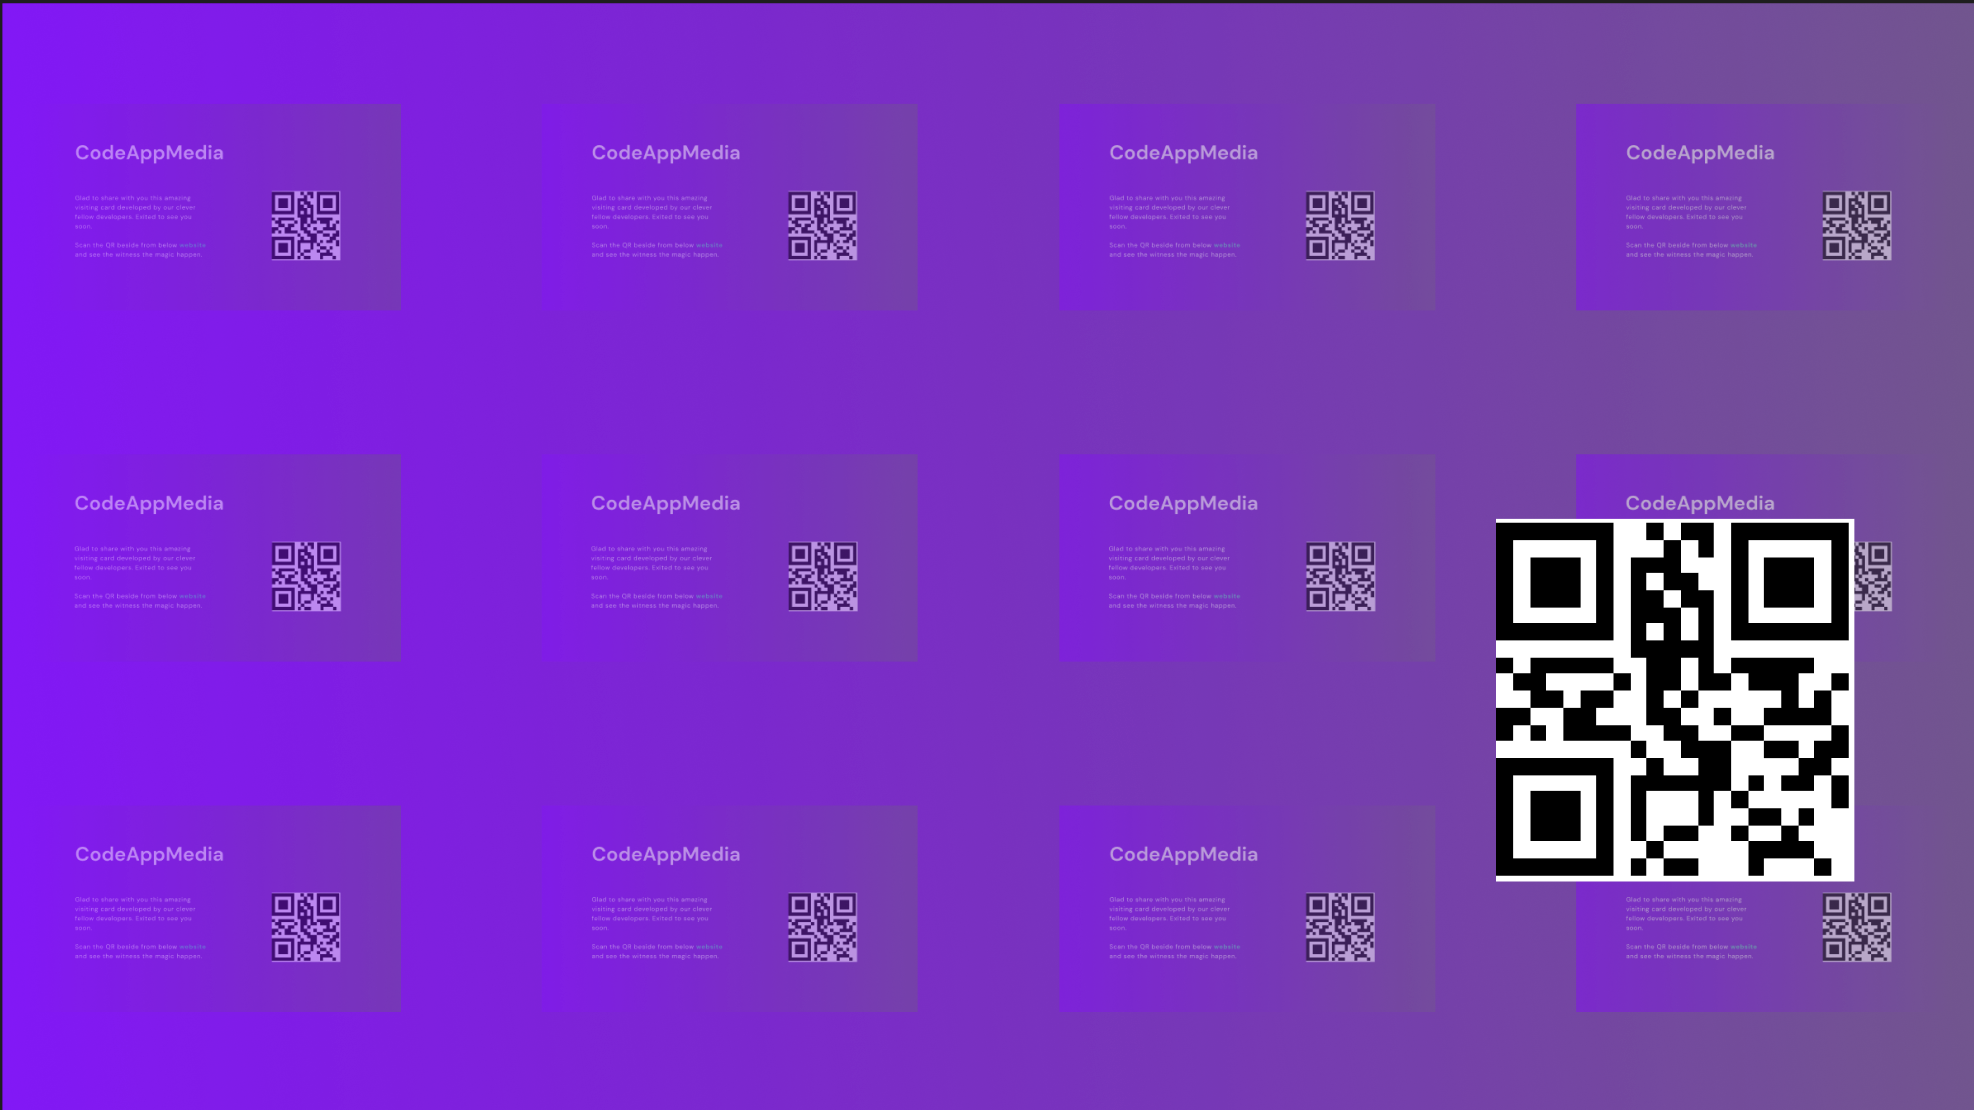 CodeAppMedia
Glad to share with you this amazing
visiting card developed by our clever
fellow developers. Exited to see you
soon.
Scan the QR beside from below website
and see the witness the magic happen.
CodeAppMedia
Glad to share with you this amazing
visiting card developed by our clever
fellow developers. Exited to see you
soon.
Scan the QR beside from below website
and see the witness the magic happen.
CodeAppMedia
Glad to share with you this amazing
visiting card developed by our clever
fellow developers. Exited to see you
soon.
Scan the QR beside from below website
and see the witness the magic happen.
CodeAppMedia
Glad to share with you this amazing
visiting card developed by our clever
fellow developers. Exited to see you
soon.
Scan the QR beside from below website
and see the witness the magic happen.
CodeAppMedia
Glad to share with you this amazing
visiting card developed by our clever
fellow developers. Exited to see you
soon.
Scan the QR beside from below website
and see the witness the magic happen.
CodeAppMedia
Glad to share with you this amazing
visiting card developed by our clever
fellow developers. Exited to see you
soon.
Scan the QR beside from below website
and see the witness the magic happen.
CodeAppMedia
Glad to share with you this amazing
visiting card developed by our clever
fellow developers. Exited to see you
soon.
Scan the QR beside from below website
and see the witness the magic happen.
CodeAppMedia
CodeAppMedia
Glad to share with you this amazing
visiting card developed by our clever
fellow developers. Exited to see you
soon.
Scan the QR beside from below website
and see the witness the magic happen.
CodeAppMedia
Glad to share with you this amazing
visiting card developed by our clever
fellow developers. Exited to see you
soon.
Scan the QR beside from below website
and see the witness the magic happen.
CodeAppMedia
Glad to share with you this amazing
visiting card developed by our clever
fellow developers. Exited to see you
soon.
Scan the QR beside from below website
and see the witness the magic happen.
Glad to share with you this amazing
visiting card developed by our clever
fellow developers. Exited to see you
soon.
Scan the QR beside from below website
and see the witness the magic happen.